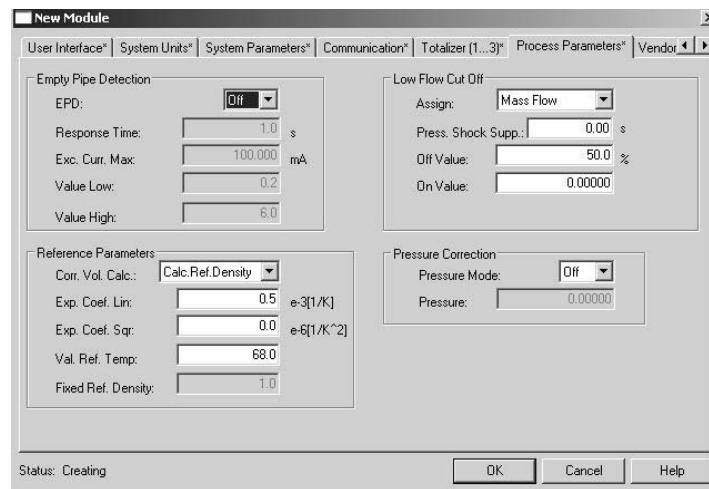 New Module
User Interface* System Units* System Parameters* Communication* Totalizer (1...3)* Process Parameters* Vendor
Empty Pipe Detection
EPD: Off
Response Time: 1.0 s
Exc. Curr. Max: 100.000 mA
Value Low: 0.2
Value High: 6.0
Low Flow Cut Off
Assign: Mass Flow
Press. Shock Supp.: 0.00 s
Off Value: 50.0 %
On Value: 0.00000
Reference Parameters
Corr. Vol. Calc.: Calc.Ref.Density
Exp. Coef. Lin: 0.5 e-3[1/K]
Exp. Coef. Sqr: 0.0 e-6[1/K^2]
Val. Ref. Temp: 68.0
Fixed Ref. Density: 1.0
Pressure Correction
Pressure Mode: Off
Pressure: 0.00000
Status: Creating
OK Cancel Help